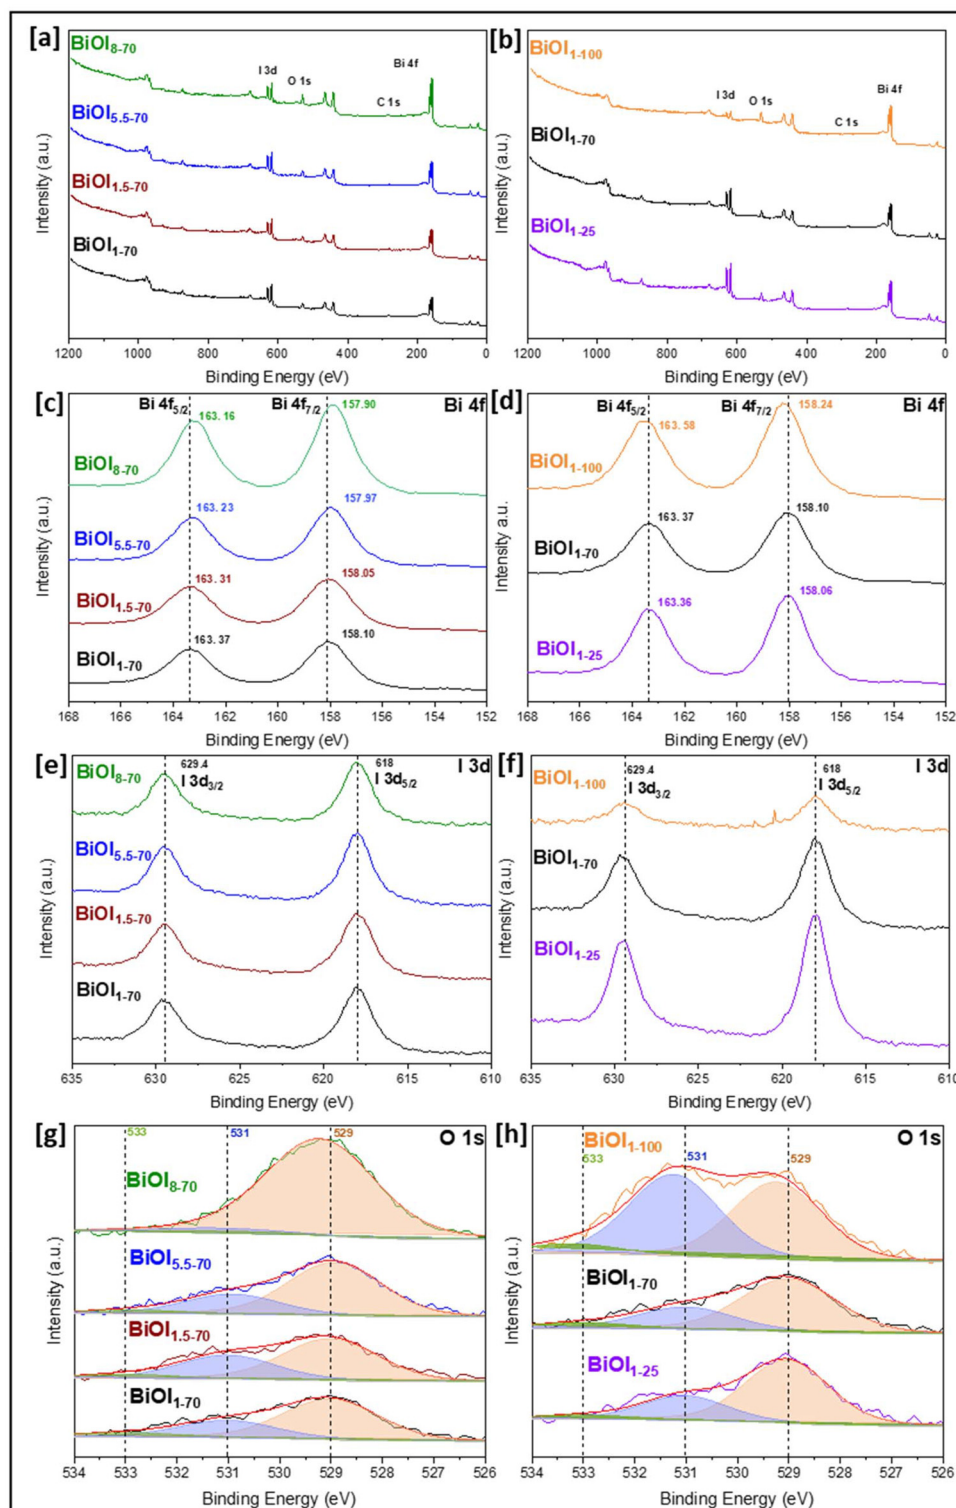 [a]
BiOI8-70
BiOI5.5-70
BiOI1.5-70
BiOI1-70
I 3d
O 1s
C 1s
Bi 4f
Intensity (a.u.)
1200 1000 800 600 400 200 0
Binding Energy (eV)
[b]
BiOI1-100
BiOI1-70
BiOI1-25
I 3d
O 1s
C 1s
Bi 4f
Intensity (a.u.)
1200 1000 800 600 400 200 0
Binding Energy (eV)
[c]
Bi 4f5/2
Bi 4f7/2
Bi 4f
163. 16
157.90
BiOI8-70
163. 23
157.97
BiOI5.5-70
163. 31
158.05
BiOI1.5-70
163.37
158.10
BiOI1-70
Intensity (a.u.)
168 166 164 162 160 158 156 154 152
Binding Energy (eV)
[d]
Bi 4f5/2
Bi 4f7/2
Bi 4f
163. 58
158.24
BiOI1-100
163.37
158.10
BiOI1-70
163.36
158.06
BiOI1-25
Intensity (a.u.)
168 166 164 162 160 158 156 154 152
Binding Energy (eV)
[e]
I 3d
629.4
I 3d3/2
618
I 3d5/2
BiOI8-70
BiOI5.5-70
BiOI1.5-70
BiOI1-70
Intensity (a.u.)
635 630 625 620 615 610
Binding Energy (eV)
[f]
I 3d
629.4
I 3d3/2
618
I 3d5/2
BiOI1-100
BiOI1-70
BiOI1-25
Intensity (a.u.)
635 630 625 620 615 610
Binding Energy (eV)
[g]
533
531
529
O 1s
BiOI8-70
BiOI5.5-70
BiOI1.5-70
BiOI1-70
Intensity (a.u.)
534 533 532 531 530 529 528 527 526
Binding Energy (eV)
[h]
BiOI1-100
533
531
529
O 1s
BiOI1-70
BiOI1-25
Intensity (a.u.)
534 533 532 531 530 529 528 527 526
Binding Energy (eV)